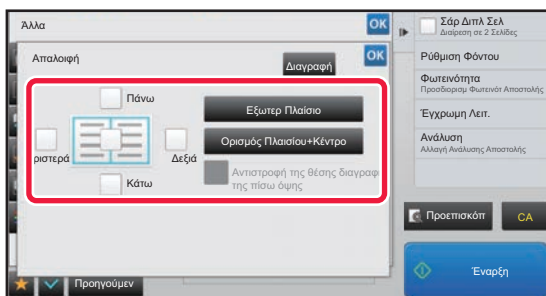 Άλλα
OK
Απαλοιφή
Διαγραφή
OK
Πάνω
ριστερά
Δεξιά
Κάτω
Εξωτερ Πλαίσιο
Ορισμός Πλαισίου+Κέντρο
Αντιστροφή της θέσης διαγραφ
της πίσω όψης
Προηγούμεν
Σάρ Διπλ Σελ
Διαίρεση σε 2 Σελίδες
Ρύθμιση Φόντου
Φωτεινότητα
Προσδιορισμ Φωτεινότ Αποστολής
Έγχρωμη Λειτ.
Ανάλυση
Αλλαγή Ανάλυσης Αποστολής
Προεπισκόπ
CA
Έναρξη